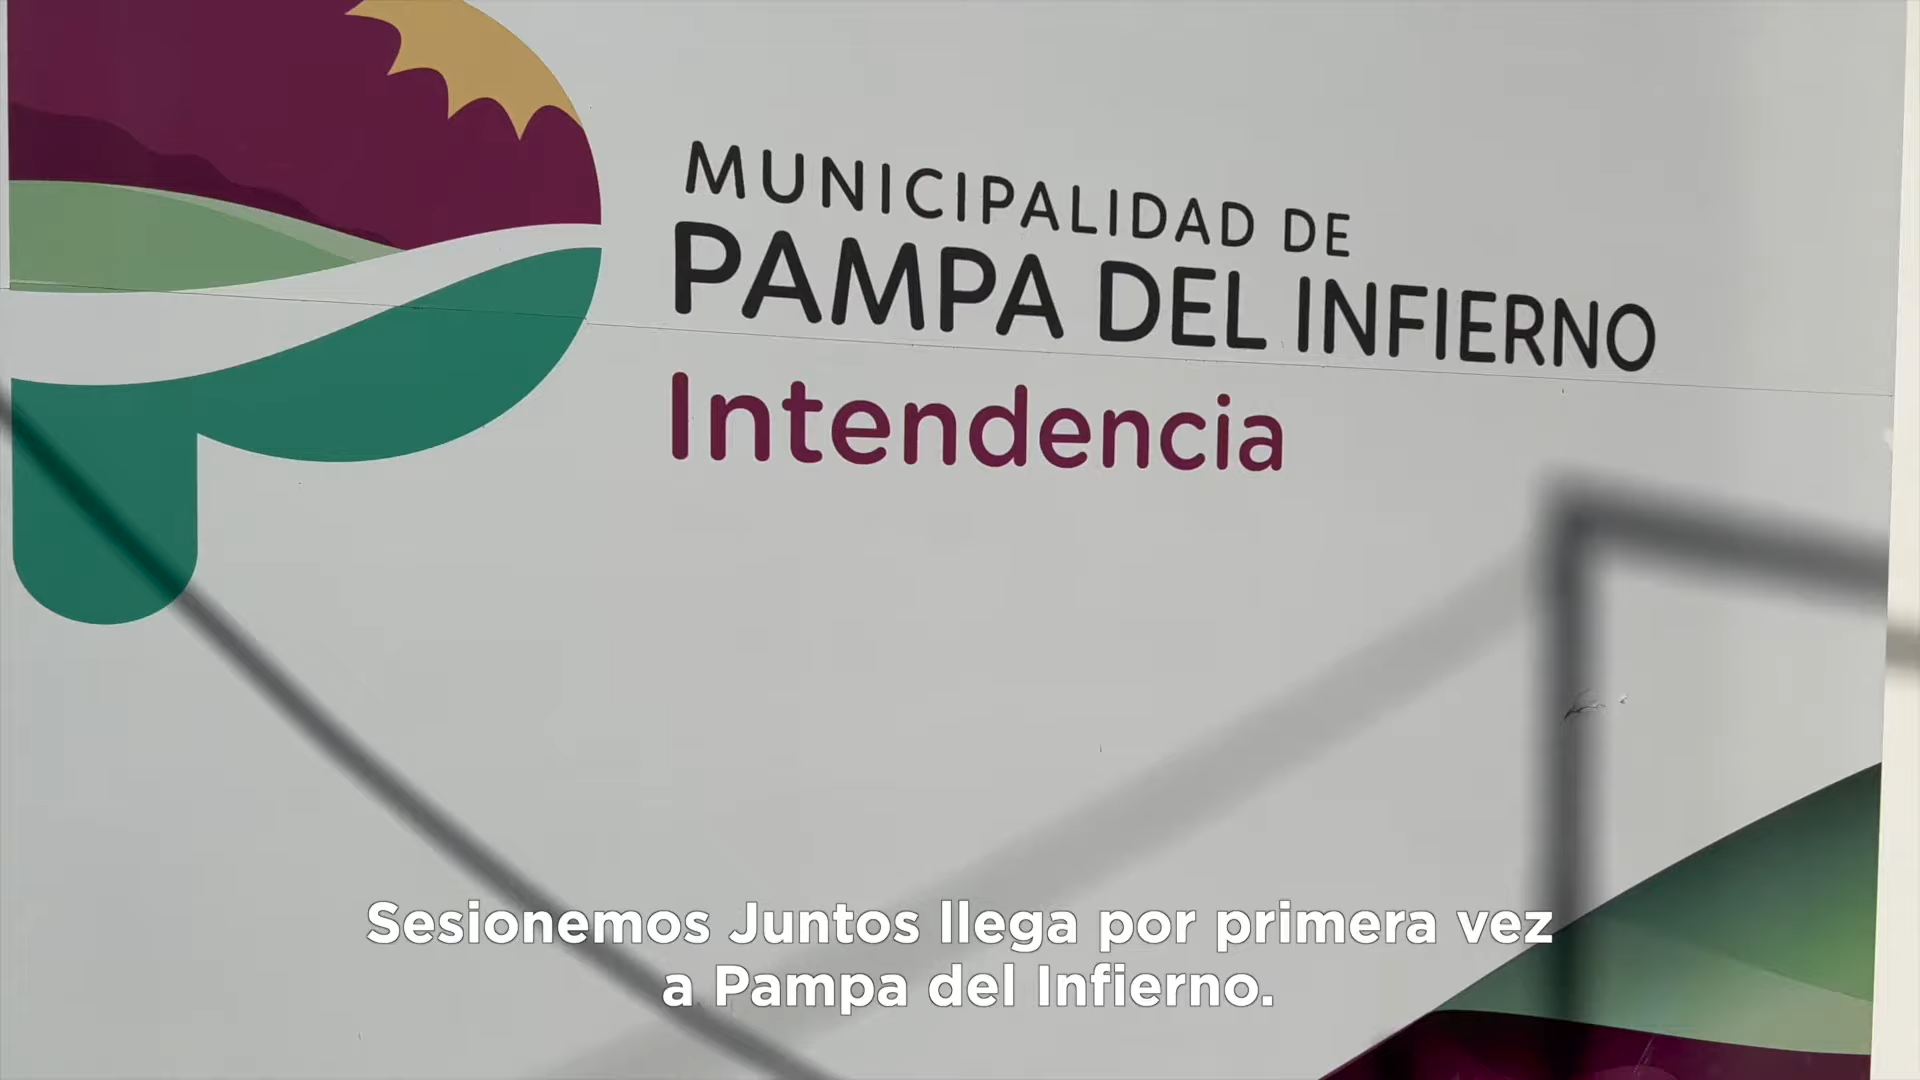 MUNICIPALIDAD DE
PAMPA DEL INFIERNO
Intendencia
Sesionemos Juntos llega por primera vez
a Pampa del Infierno.